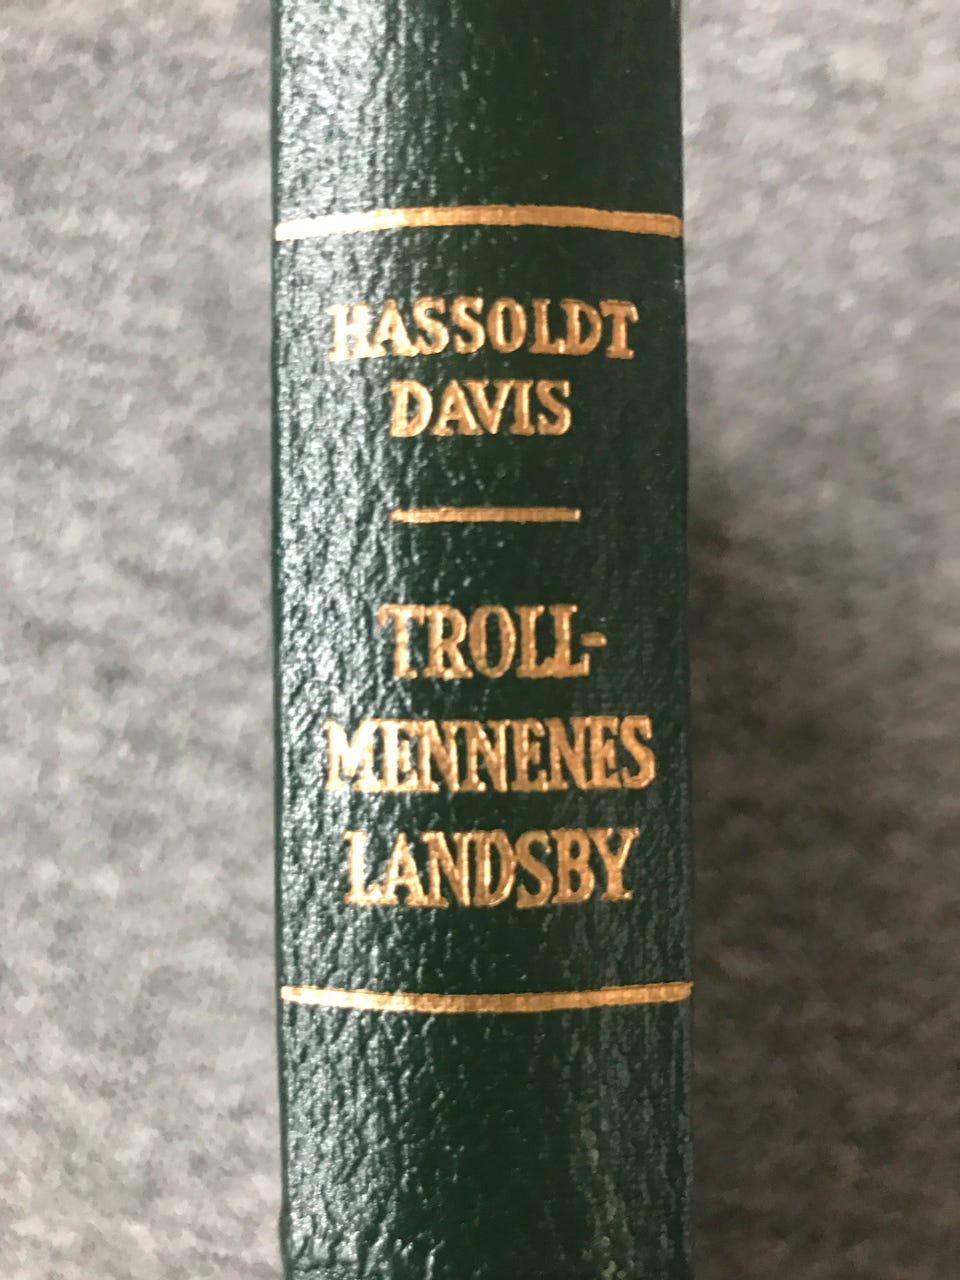 HASSOLDT
DAVIS
TROLL-
MENNENES
LANDSBY